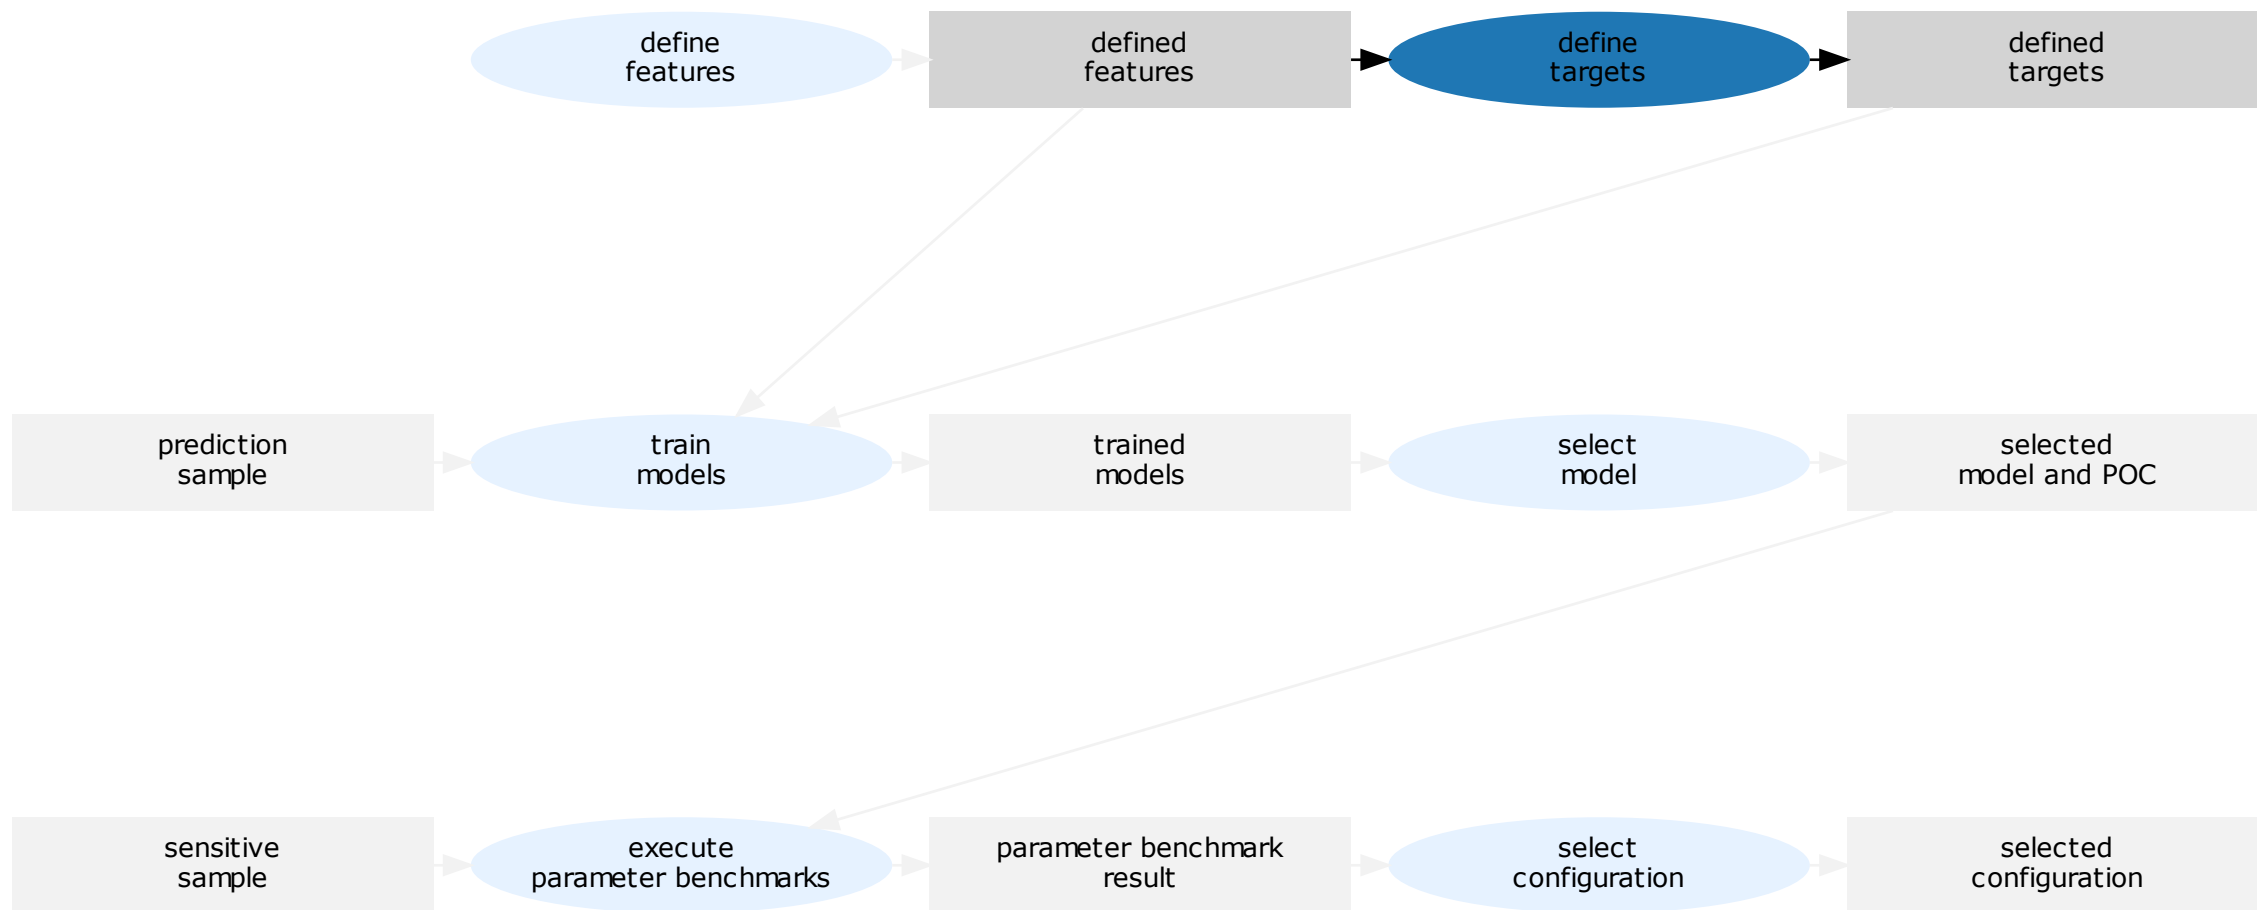 define
features
defined
features
define
targets
defined
targets
prediction
sample
train
models
trained
models
select
model
selected
model and POC
sensitive
sample
execute
parameter benchmarks
parameter benchmark
result
select
configuration
selected
configuration